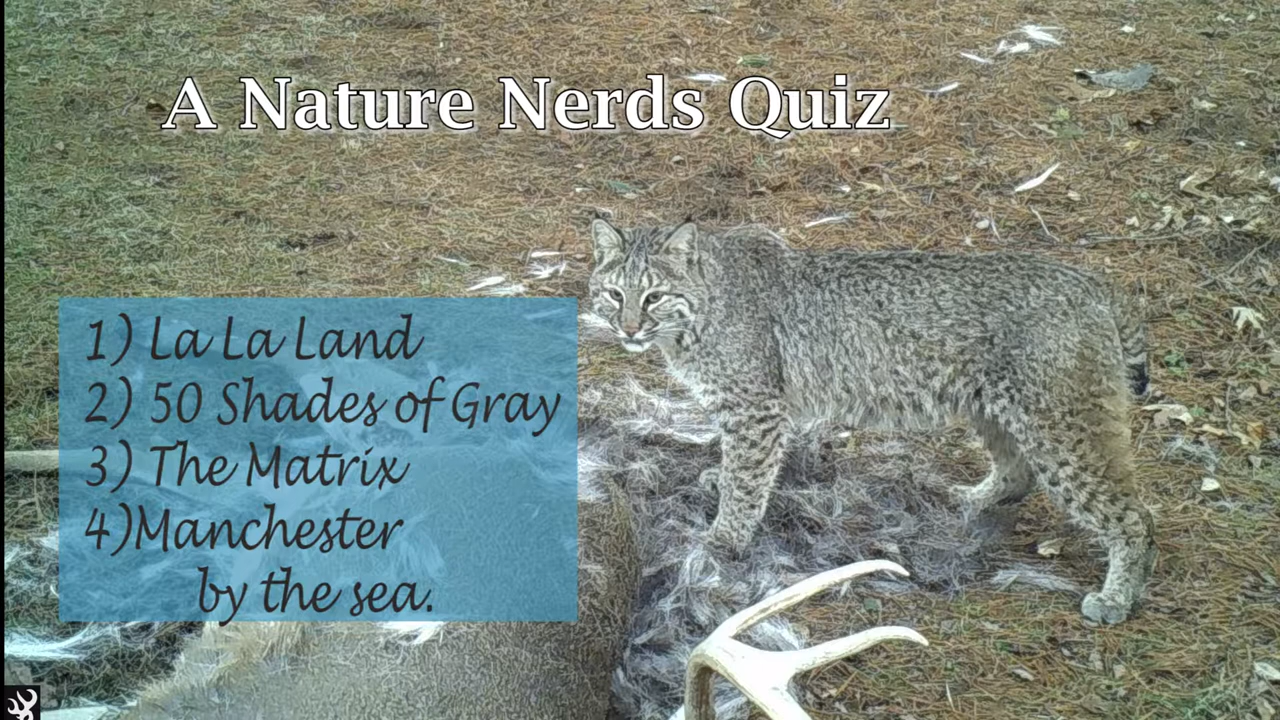 A Nature Nerds Quiz
1) La La Land
2) 50 Shades of Gray
3) The Matrix
4)Manchester
by the sea.